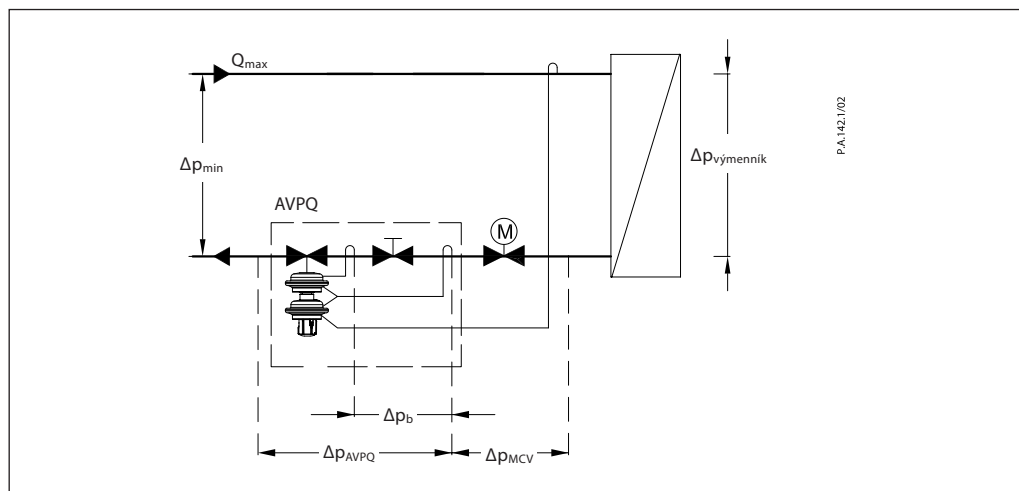 Qmax
Δpmin
Δpvýmenník
P.A.142.1/02
AVPQ
M
Δpb
ΔpAVPQ
ΔpMCV